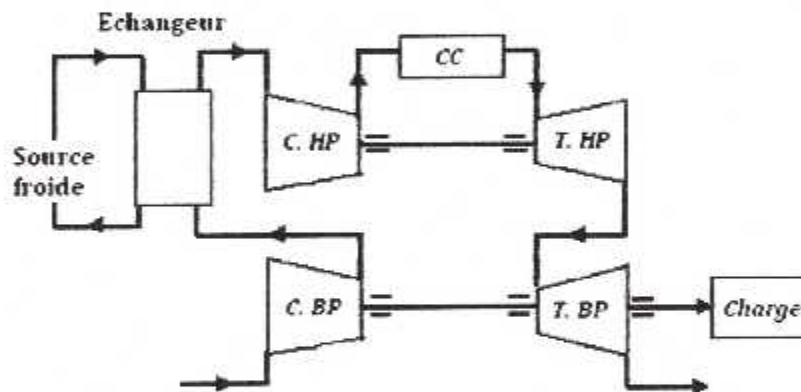 Echangeur
CC
C. HP
T. HP
Source
froide
C. BP
T. BP
Charge